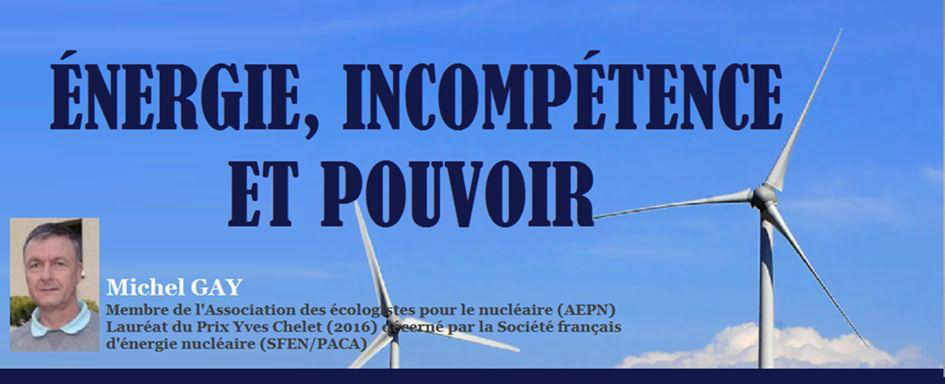 ÉNERGIE, INCOMPÉTENCE
ET POUVOIR
Michel GAY
Membre de l'Association des écologistes pour le nucléaire (AEPN)
Lauréat du Prix Yves Chelet (2016) décerné par la Société français
d'énergie nucléaire (SFEN/PACA)